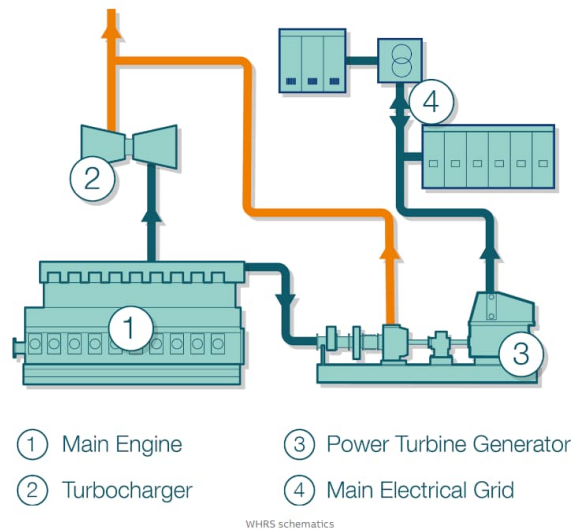 2
4
1
3
1 Main Engine
3 Power Turbine Generator
2 Turbocharger
4 Main Electrical Grid
WHRS schematics